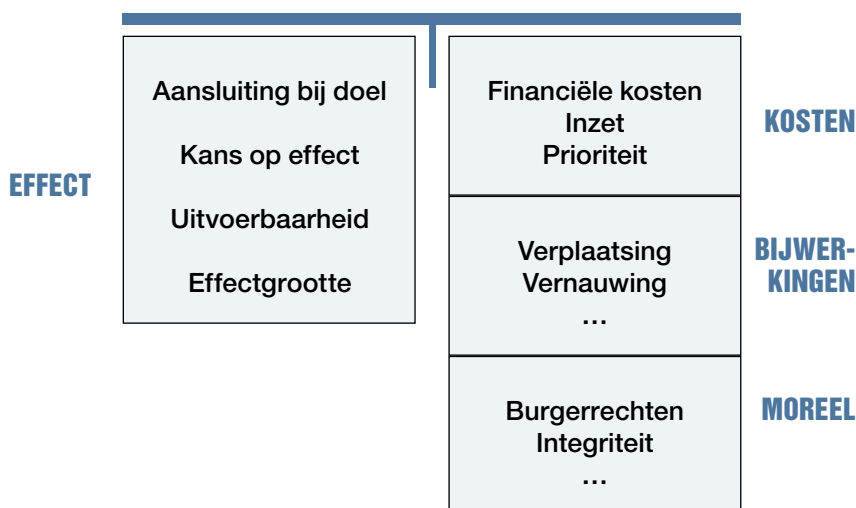 EFFECT
Aansluiting bij doel
Kans op effect
Uitvoerbaarheid
Effectgrootte
Financiële kosten
Inzet
Prioriteit
KOSTEN
Verplaatsing
Vernauwing
...
BIJWER-
KINGEN
Burgerrechten
Integriteit
...
MOREEL